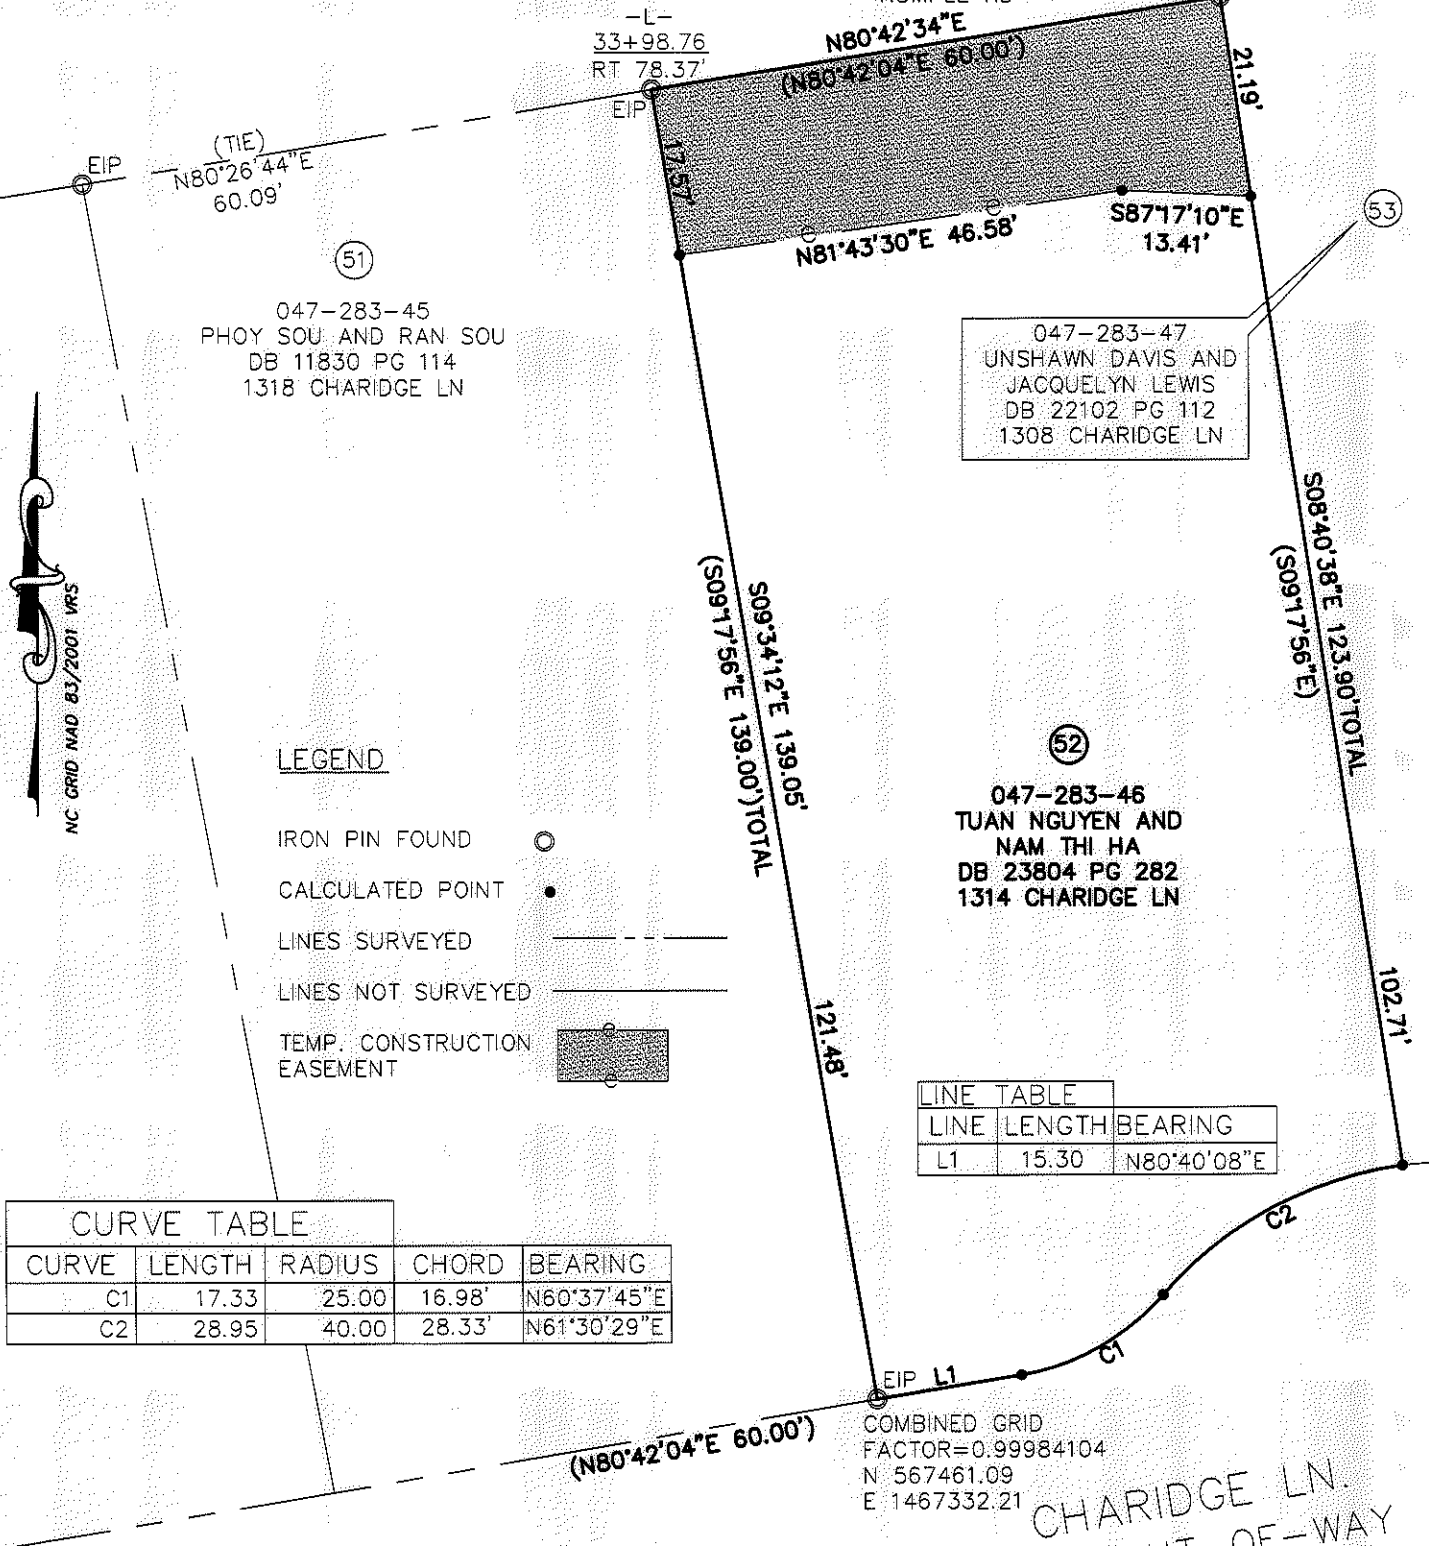 -L-
33+98.76
RT 78.37'
EIP
N80°42'34"E
(N80°42'04"E 60.00')
21.19'
17.57'
(TIE)
N80°26'44"E
60.09'
EIP
N81°43'30"E 46.58'
S87°17'10"E
13.41'
53
51
047-283-45
PHOY SOU AND RAN SOU
DB 11830 PG 114
1318 CHARIDGE LN
047-283-47
UNSHAWN DAVIS AND
JACQUELYN LEWIS
DB 22102 PG 112
1308 CHARIDGE LN
NC GRID NAD 83/2001 VRS
S08°40'38"E 123.90'TOTAL
(S09°17'56"E)
S09°34'12"E 139.05'
(S09°17'56"E 139.00')TOTAL
52
047-283-46
TUAN NGUYEN AND
NAM THI HA
DB 23804 PG 282
1314 CHARIDGE LN
LEGEND
IRON PIN FOUND
CALCULATED POINT
LINES SURVEYED
LINES NOT SURVEYED
TEMP. CONSTRUCTION
EASEMENT
121.48'
102.71'
LINE TABLE
LINE LENGTH BEARING
L1 15.30 N80°40'08"E
CURVE TABLE
CURVE LENGTH RADIUS CHORD BEARING
C1 17.33 25.00 16.98' N60°37'45"E
C2 28.95 40.00 28.33' N61°30'29"E
C2
C1
EIP L1
(N80°42'04"E 60.00')
COMBINED GRID
FACTOR=0.99984104
N 567461.09
E 1467332.21
CHARIDGE LN.
OF-WAY